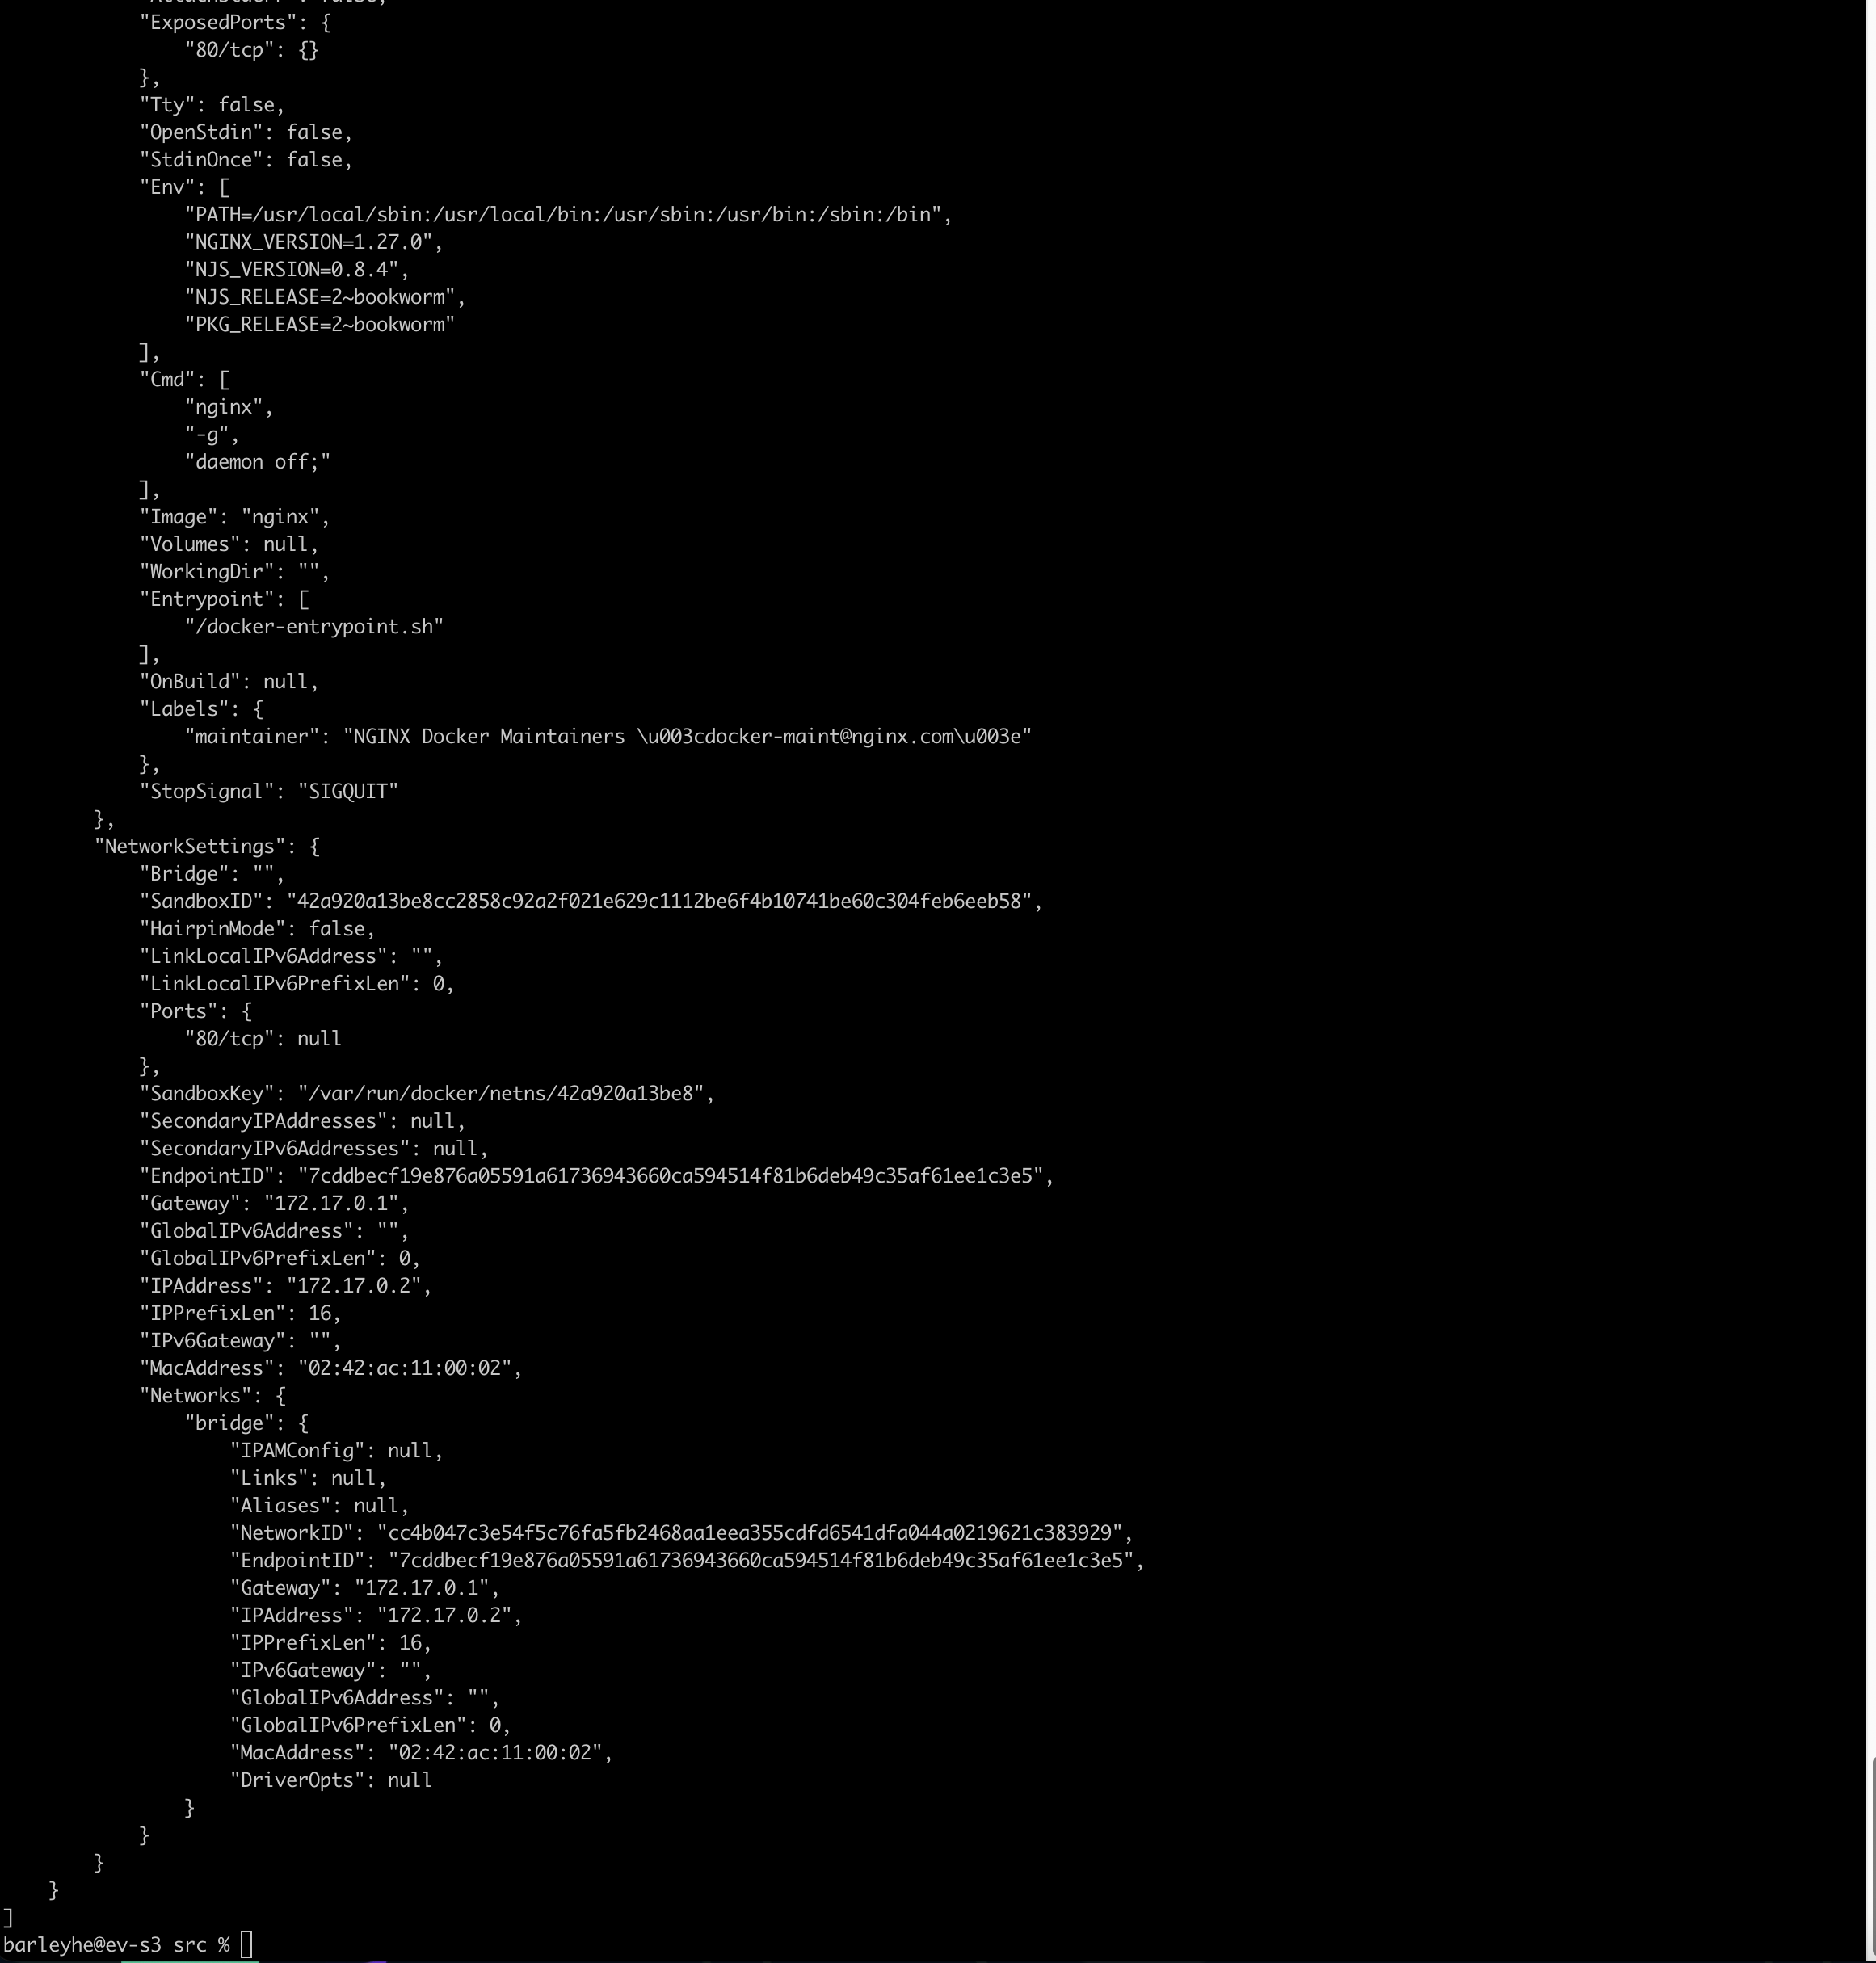 "ExposedPorts": {
"80/tcp": {}
},
"Tty": false,
"OpenStdin": false,
"StdinOnce": false,
"Env": [
"PATH=/usr/local/sbin:/usr/local/bin:/usr/sbin:/usr/bin:/sbin:/bin",
"NGINX_VERSION=1.27.0",
"NJS_VERSION=0.8.4",
"NJS_RELEASE=2~bookworm",
"PKG_RELEASE=2~bookworm"
],
"Cmd": [
"nginx",
"-g",
"daemon off;"
],
"Image": "nginx",
"Volumes": null,
"WorkingDir": "",
"Entrypoint": [
"/docker-entrypoint.sh"
],
"OnBuild": null,
"Labels": {
"maintainer": "NGINX Docker Maintainers \u003cdocker-maint@nginx.com\u003e"
},
"StopSignal": "SIGQUIT"
},
"NetworkSettings": {
"Bridge": "",
"SandboxID": "42a920a13be8cc2858c92a2f021e629c1112be6f4b10741be60c304feb6eeb58",
"HairpinMode": false,
"LinkLocalIPv6Address": "",
"LinkLocalIPv6PrefixLen": 0,
"Ports": {
"80/tcp": null
},
"SandboxKey": "/var/run/docker/netns/42a920a13be8",
"SecondaryIPAddresses": null,
"SecondaryIPv6Addresses": null,
"EndpointID": "7cddbecf19e876a05591a61736943660ca594514f81b6deb49c35af61ee1c3e5",
"Gateway": "172.17.0.1",
"GlobalIPv6Address": "",
"GlobalIPv6PrefixLen": 0,
"IPAddress": "172.17.0.2",
"IPPrefixLen": 16,
"IPv6Gateway": "",
"MacAddress": "02:42:ac:11:00:02",
"Networks": {
"bridge": {
"IPAMConfig": null,
"Links": null,
"Aliases": null,
"NetworkID": "cc4b047c3e54f5c76fa5fb2468aa1eea355cdfd6541dfa044a0219621c383929",
"EndpointID": "7cddbecf19e876a05591a61736943660ca594514f81b6deb49c35af61ee1c3e5",
"Gateway": "172.17.0.1",
"IPAddress": "172.17.0.2",
"IPPrefixLen": 16,
"IPv6Gateway": "",
"GlobalIPv6Address": "",
"GlobalIPv6PrefixLen": 0,
"MacAddress": "02:42:ac:11:00:02",
"DriverOpts": null
}
}
}
}
]
barleyhe@ev-s3 src %